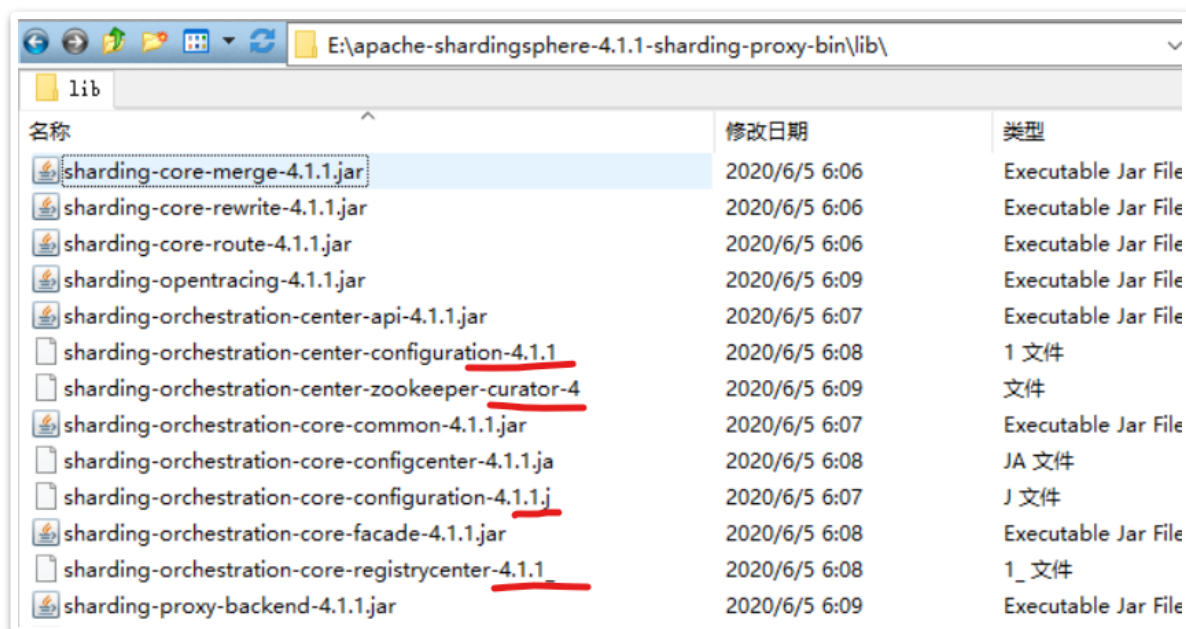 E:\apache-shardingsphere-4.1.1-sharding-proxy-bin\lib\
lib
名称 修改日期 类型
sharding-core-merge-4.1.1.jar 2020/6/5 6:06 Executable Jar File
sharding-core-rewrite-4.1.1.jar 2020/6/5 6:06 Executable Jar File
sharding-core-route-4.1.1.jar 2020/6/5 6:06 Executable Jar File
sharding-opentracing-4.1.1.jar 2020/6/5 6:09 Executable Jar File
sharding-orchestration-center-api-4.1.1.jar 2020/6/5 6:07 Executable Jar File
sharding-orchestration-center-configuration-4.1.1 2020/6/5 6:08 1 文件
sharding-orchestration-center-zookeeper-curator-4 2020/6/5 6:09 文件
sharding-orchestration-core-common-4.1.1.jar 2020/6/5 6:07 Executable Jar File
sharding-orchestration-core-configcenter-4.1.1.ja 2020/6/5 6:08 JA 文件
sharding-orchestration-core-configuration-4.1.1.j 2020/6/5 6:07 J 文件
sharding-orchestration-core-facade-4.1.1.jar 2020/6/5 6:08 Executable Jar File
sharding-orchestration-core-registrycenter-4.1.1_ 2020/6/5 6:08 1_ 文件
sharding-proxy-backend-4.1.1.jar 2020/6/5 6:09 Executable Jar File